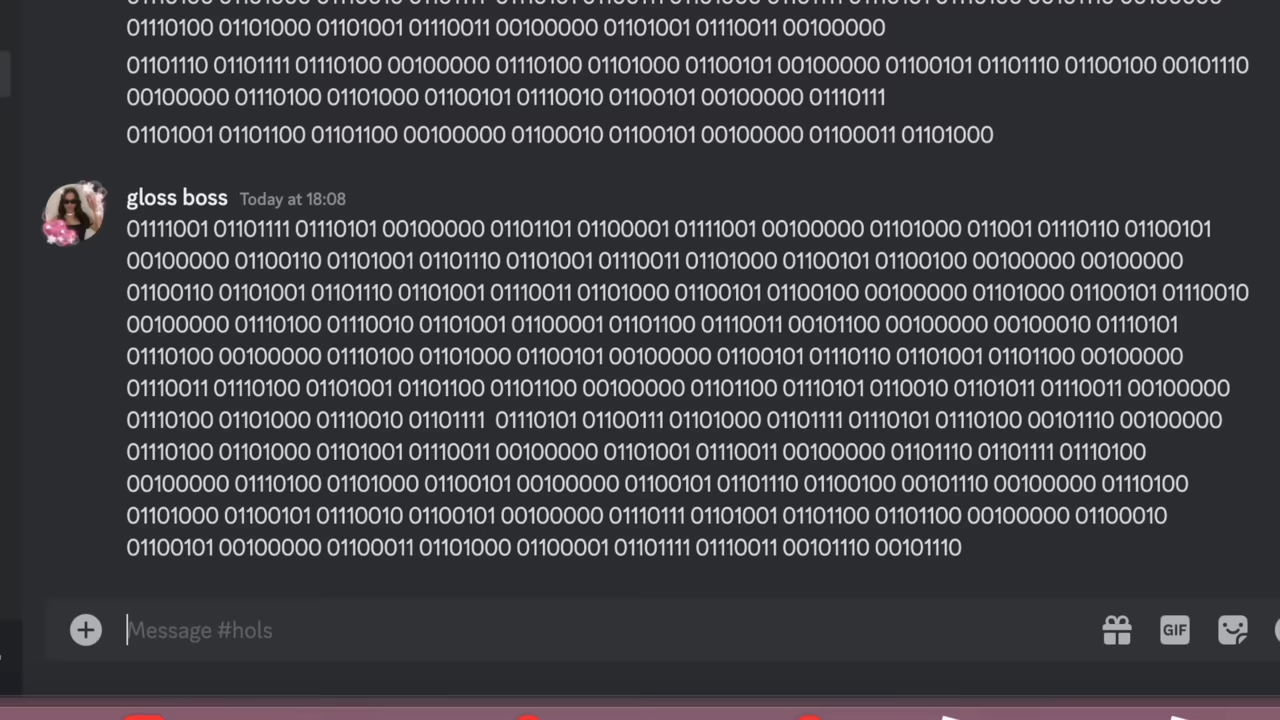 01110100 01101000 01101001 01110011 00100000 01101001 01110011 00100000
01101110 01101111 01110100 00100000 01110100 01101000 01100101 00100000 01100101 01101110 01100100 00101110
00100000 01110100 01101000 01100101 01110010 01100101 00100000 01110111
01101001 01101100 01101100 00100000 01100010 01100101 00100000 01100011 01101000
gloss boss Today at 18:08
01111001 01101111 01110101 00100000 01101101 01100001 01111001 00100000 01101000 011001 01110110 01100101
00100000 01100110 01101001 01101110 01101001 01110011 01101000 01100101 01100100 00100000 00100000
01100110 01101001 01101110 01101001 01110011 01101000 01100101 01100100 00100000 01101000 01100101 01110010
00100000 01110100 01110010 01101001 01100001 01101100 01110011 00101100 00100000 00100010 01110101
01110100 00100000 01110100 01101000 01100101 00100000 01100101 01110110 01101001 01101100 00100000
01110011 01110100 01101001 01101100 01101100 00100000 01101100 01110101 0110010 01101011 01110011 00100000
01110100 01101000 01110010 01101111 01110101 01100111 01101000 01101111 01110101 01110100 00101110 00100000
01110100 01101000 01101001 01110011 00100000 01101001 01110011 00100000 01101110 01101111 01110100
00100000 01110100 01101000 01100101 00100000 01100101 01101110 01100100 00101110 00100000 01110100
01101000 01100101 01110010 01100101 00100000 01110111 01101001 01101100 01101100 00100000 01100010
01100101 00100000 01100011 01101000 01100001 01101111 01110011 00101110 00101110
Message #hols
GIF